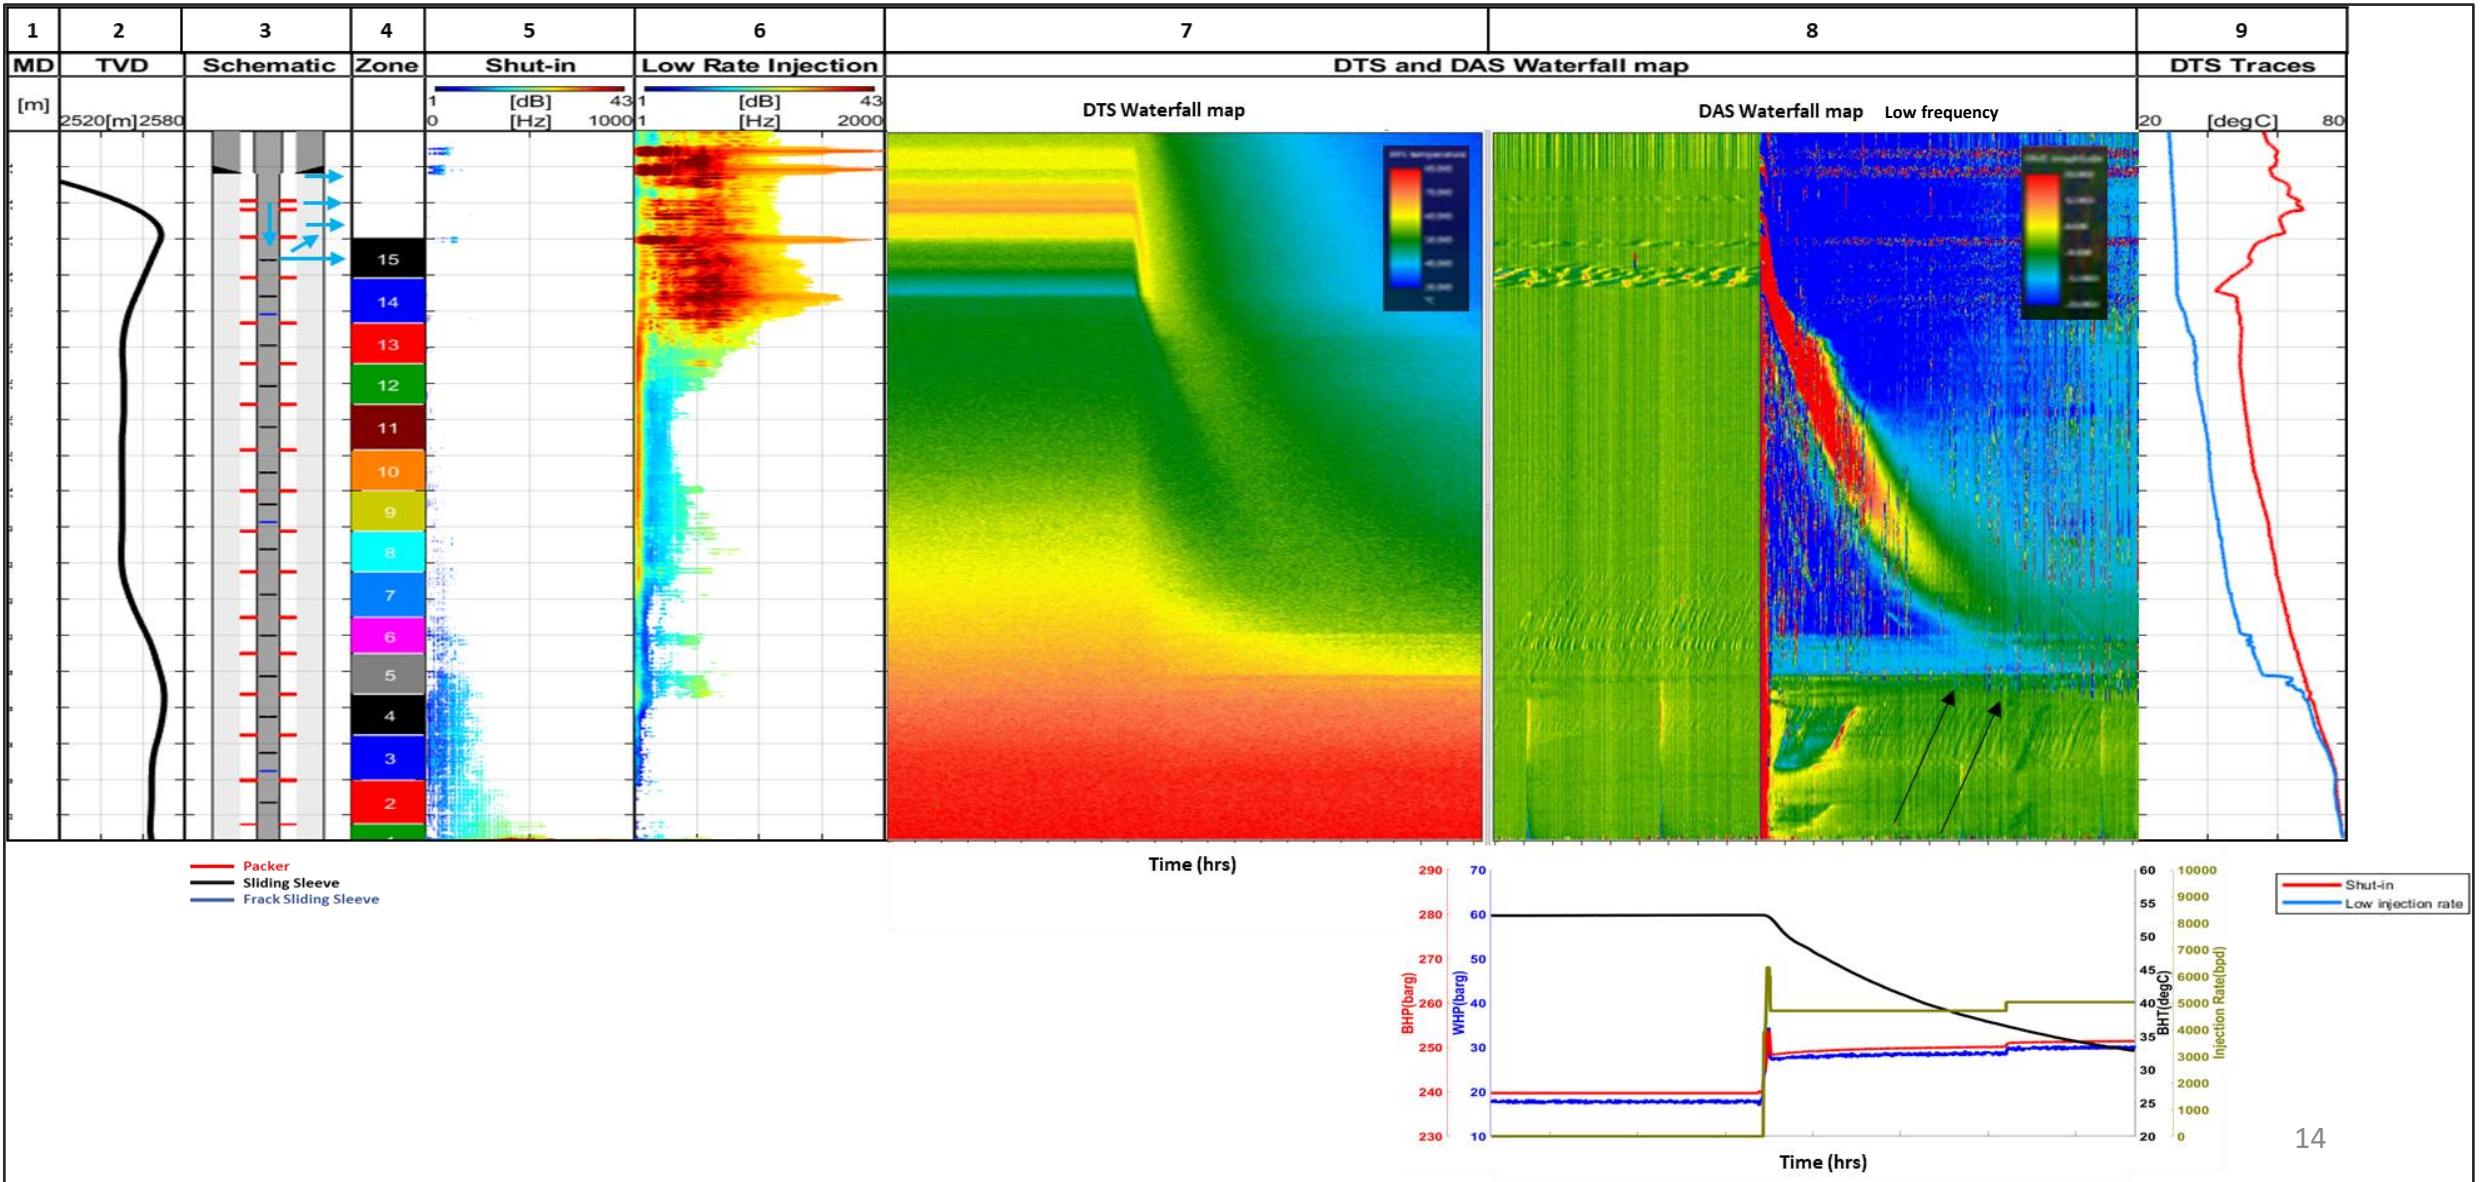 1 2 3 4 5 6 7 8 9
MD TVD Schematic Zone Shut-in Low Rate Injection DTS and DAS Waterfall map DTS Traces
[m] 1 [dB] 43 1 [dB] 43 DTS Waterfall map DAS Waterfall map Low frequency
2520[m]2580 0 [Hz] 1000 1 [Hz] 2000 20 [degC] 80
15
14
13
12
11
10
9
8
7
6
5
4
3
2
Packer
Sliding Sleeve
Frack Sliding Sleeve
Time (hrs)
290 70 60 10000
9000
280 60 55 8000
50 7000
270 50 6000
45
260 40 40 5000
4000
250 30 35 3000
30
240 20 2000
25 1000
230 10 20 0
BHP(barg)
WHP(barg)
BHT(degC)
Injection Rate(bpd)
Time (hrs)
Shut-in
Low injection rate
14